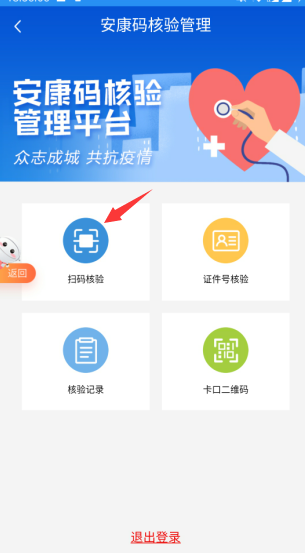 安康码核验管理
安康码核验
管理平台
众志成城 共抗疫情
扫码核验
证件号核验
返回
核验记录
卡口二维码
退出登录